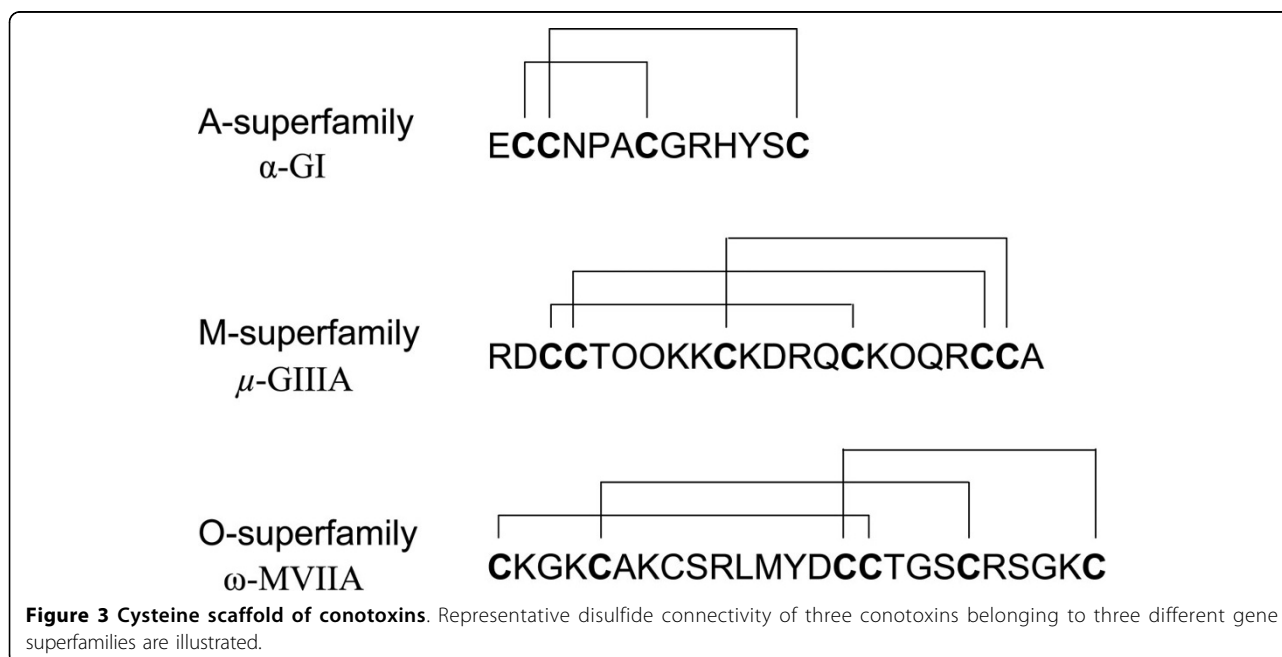 A-superfamily
α-GI
ECCNPACGRHYSC
M-superfamily
μ-GIIIA
RDCCTOOKKCKDRQCKOQRCCA
O-superfamily
ω-MVIIA
CKGKCAKCSRLMYDCCTGSCRSGKC
Figure 3 Cysteine scaffold of conotoxins. Representative disulfide connectivity of three conotoxins belonging to three different gene
superfamilies are illustrated.